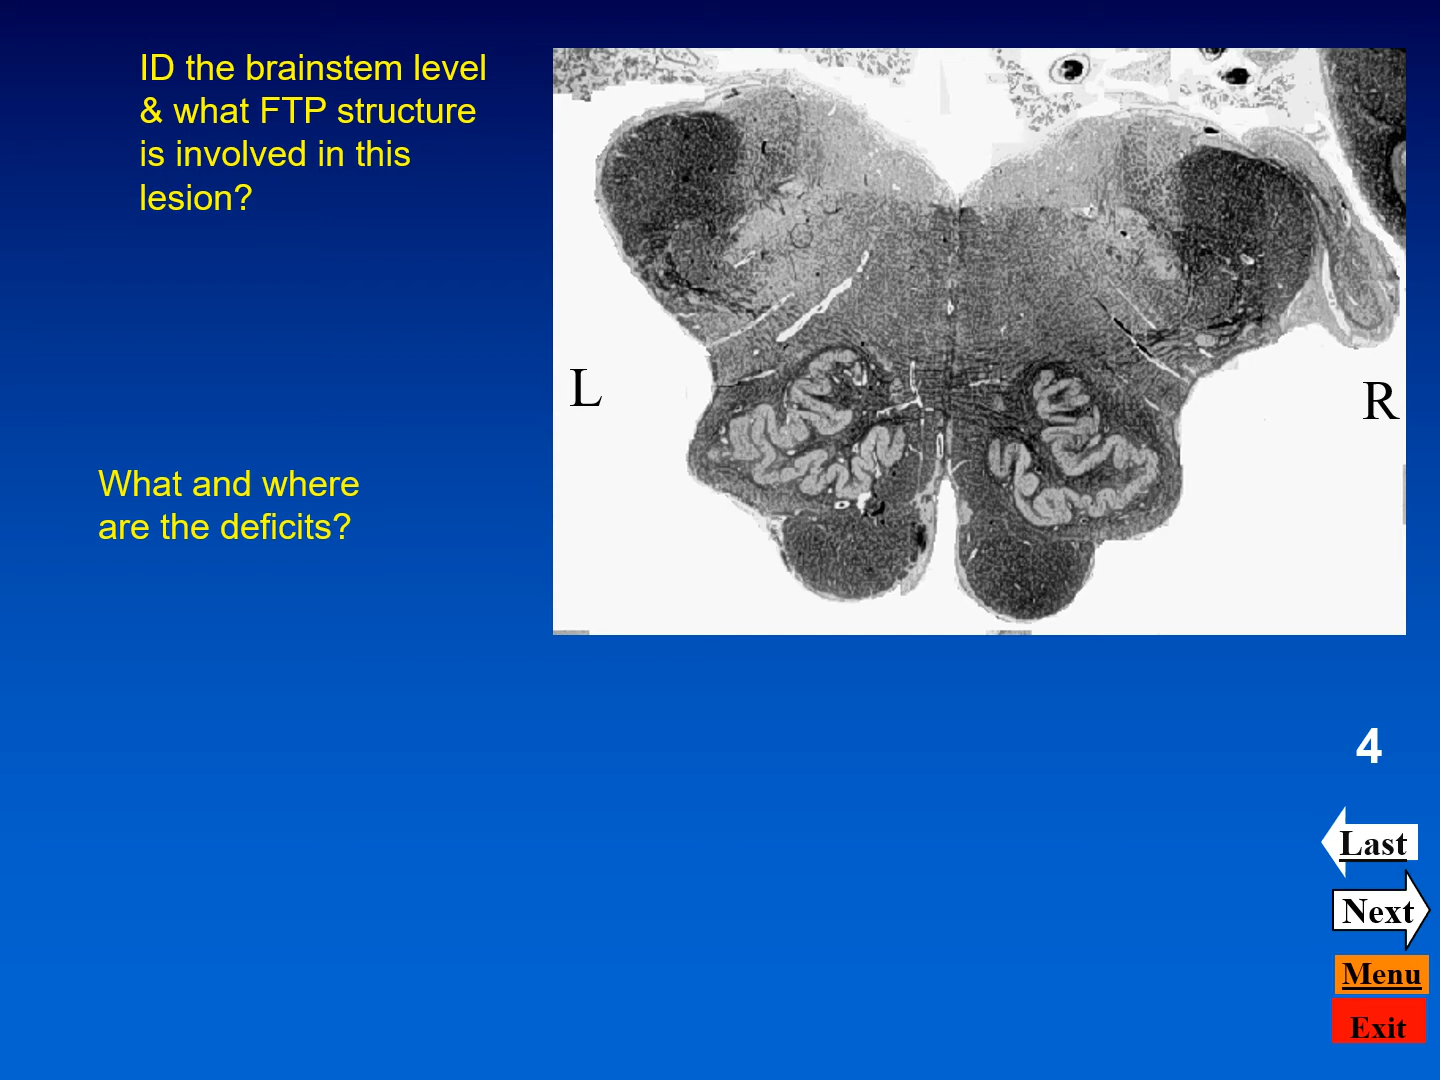 ID the brainstem level
& what FTP structure
is involved in this
lesion?
L
R
What and where
are the deficits?
4
Last
Next
Menu
Exit